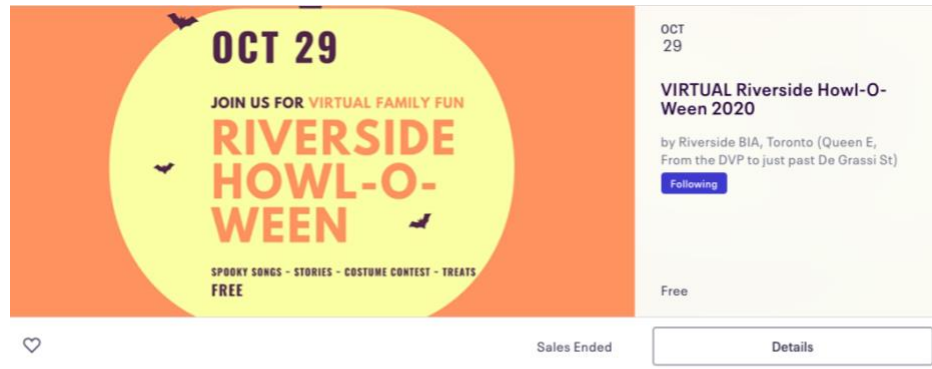 OCT 29
JOIN US FOR VIRTUAL FAMILY FUN
RIVERSIDE
HOWL-O-
WEEN
SPOOKY SONGS - STORIES - COSTUME CONTEST - TREATS
FREE
OCT
29
VIRTUAL Riverside Howl-O-
Ween 2020
by Riverside BIA, Toronto (Queen E,
From the DVP to just past De Grassi St)
Following
Free
Sales Ended
Details